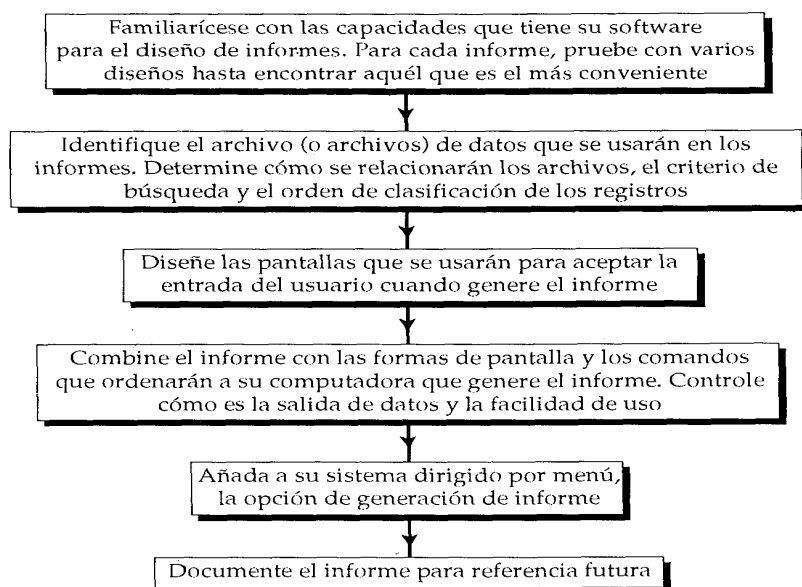 Familiarícese con las capacidades que tiene su software
para el diseño de informes. Para cada informe, pruebe con varios
diseños hasta encontrar aquél que es el más conveniente
Identifique el archivo (o archivos) de datos que se usarán en los
informes. Determine cómo se relacionarán los archivos, el criterio de
búsqueda y el orden de clasificación de los registros
Diseñe las pantallas que se usarán para aceptar la
entrada del usuario cuando genere el informe
Combine el informe con las formas de pantalla y los comandos
que ordenarán a su computadora que genere el informe. Controle
cómo es la salida de datos y la facilidad de uso
Añada a su sistema dirigido por menú,
la opción de generación de informe
Documente el informe para referencia futura